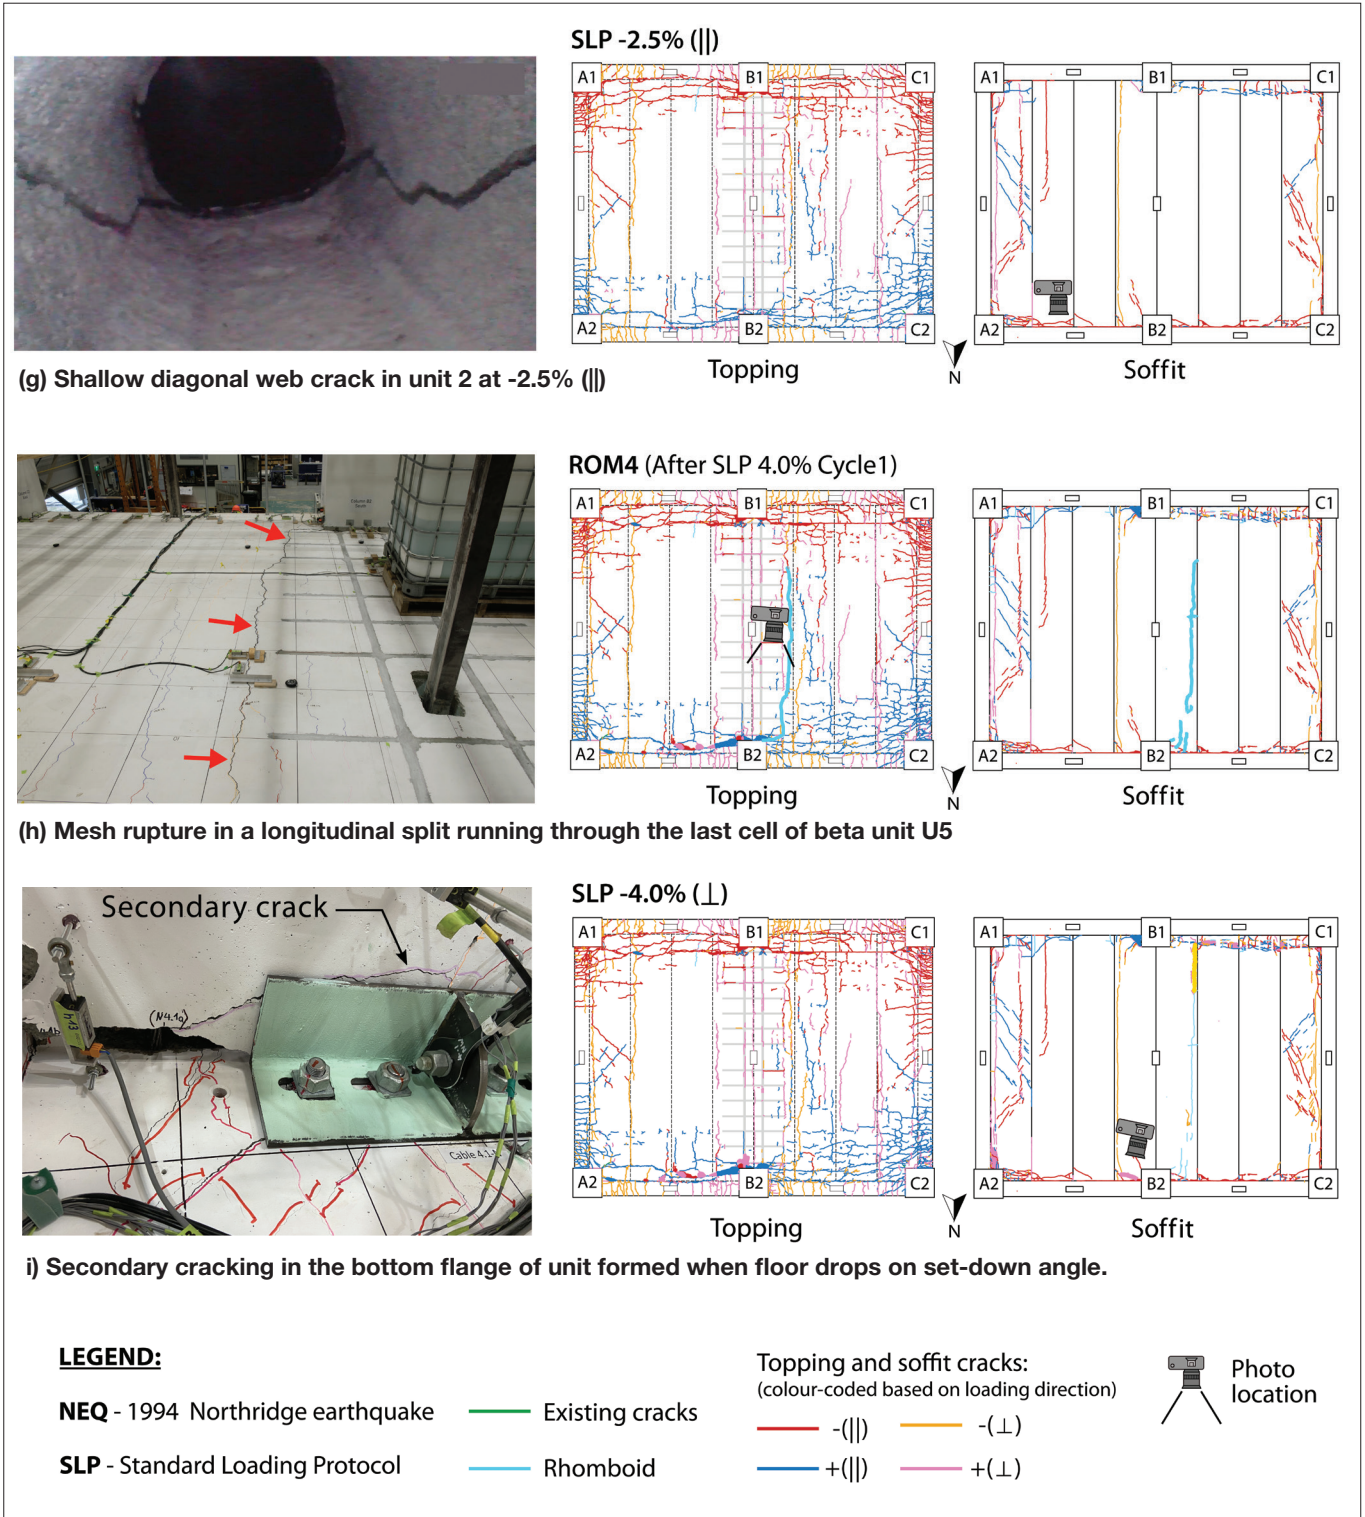 SLP -2.5% (||)
A1
B1
C1
A2
B2
C2
Topping
N
A1
B1
C1
A2
B2
C2
Soffit
(g) Shallow diagonal web crack in unit 2 at -2.5% (||)
ROM4 (After SLP 4.0% Cycle1)
A1
B1
C1
A2
B2
C2
Topping
N
A1
B1
C1
A2
B2
C2
Soffit
(h) Mesh rupture in a longitudinal split running through the last cell of beta unit U5
Secondary crack
(N4.1a)
Cable 4.1
SLP -4.0% (⊥)
A1
B1
C1
A2
B2
C2
Topping
N
A1
B1
C1
A2
B2
C2
Soffit
i) Secondary cracking in the bottom flange of unit formed when floor drops on set-down angle.
LEGEND:
NEQ - 1994 Northridge earthquake
SLP - Standard Loading Protocol
Existing cracks
Rhomboid
Topping and soffit cracks:
(colour-coded based on loading direction)
-(||)
-(⊥)
+(||)
+(⊥)
Photo
location